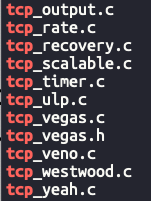 tcp_output.c
tcp_rate.c
tcp_recovery.c
tcp_scalable.c
tcp_timer.c
tcp_ulp.c
tcp_vegas.c
tcp_vegas.h
tcp_veno.c
tcp_westwood.c
tcp_yeah.c